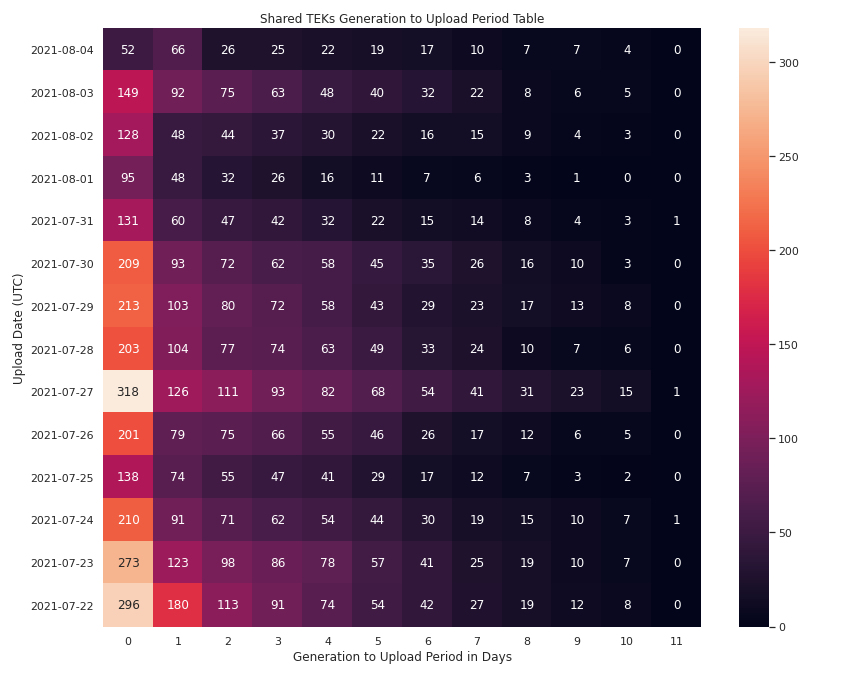 Shared TEKs Generation to Upload Period Table
Upload Date (UTC)
2021-08-04 52 66 26 25 22 19 17 10 7 7 4 0
2021-08-03 149 92 75 63 48 40 32 22 8 6 5 0
2021-08-02 128 48 44 37 30 22 16 15 9 4 3 0
2021-08-01 95 48 32 26 16 11 7 6 3 1 0 0
2021-07-31 131 60 47 42 32 22 15 14 8 4 3 1
2021-07-30 209 93 72 62 58 45 35 26 16 10 3 0
2021-07-29 213 103 80 72 58 43 29 23 17 13 8 0
2021-07-28 203 104 77 74 63 49 33 24 10 7 6 0
2021-07-27 318 126 111 93 82 68 54 41 31 23 15 1
2021-07-26 201 79 75 66 55 46 26 17 12 6 5 0
2021-07-25 138 74 55 47 41 29 17 12 7 3 2 0
2021-07-24 210 91 71 62 54 44 30 19 15 10 7 1
2021-07-23 273 123 98 86 78 57 41 25 19 10 7 0
2021-07-22 296 180 113 91 74 54 42 27 19 12 8 0
0 1 2 3 4 5 6 7 8 9 10 11
Generation to Upload Period in Days
300
250
200
150
100
50
0